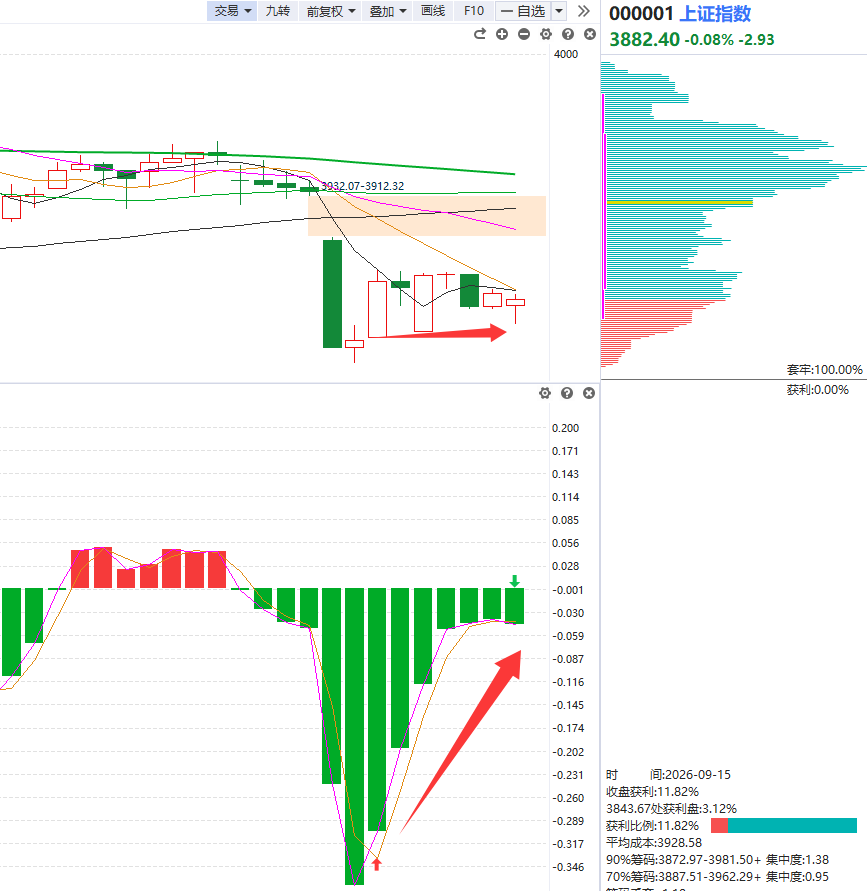 交易 九转 前复权 叠加 画线 F10 一 自选
000001 上证指数
3882.40 -0.08% -2.93
4000
3932.07-3912.32
套牢:100.00%
获利:0.00%
0.200
0.171
0.143
0.114
0.085
0.056
0.028
-0.001
-0.030
-0.059
-0.087
-0.116
-0.145
-0.174
-0.202
-0.231
-0.260
-0.289
-0.317
-0.346
时 间:2026-09-15
收盘获利:11.82%
3843.67处获利盘:3.12%
获利比例:11.82%
平均成本:3928.58
90%筹码:3872.97-3981.50+ 集中度:1.38
70%筹码:3887.51-3962.29+ 集中度:0.95